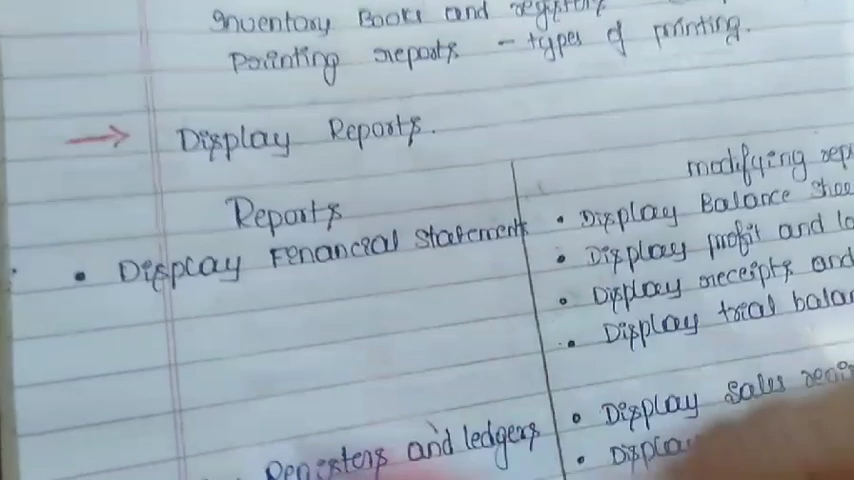 Inventory Books and
Printing reports - types of printing.
→ Display Reports.
Reports
modifying
• Display Financial statements
• Display Balance
• Display profit and
• Display receipts and
• Display trial
Registers and ledgers
• Display sales
• Display